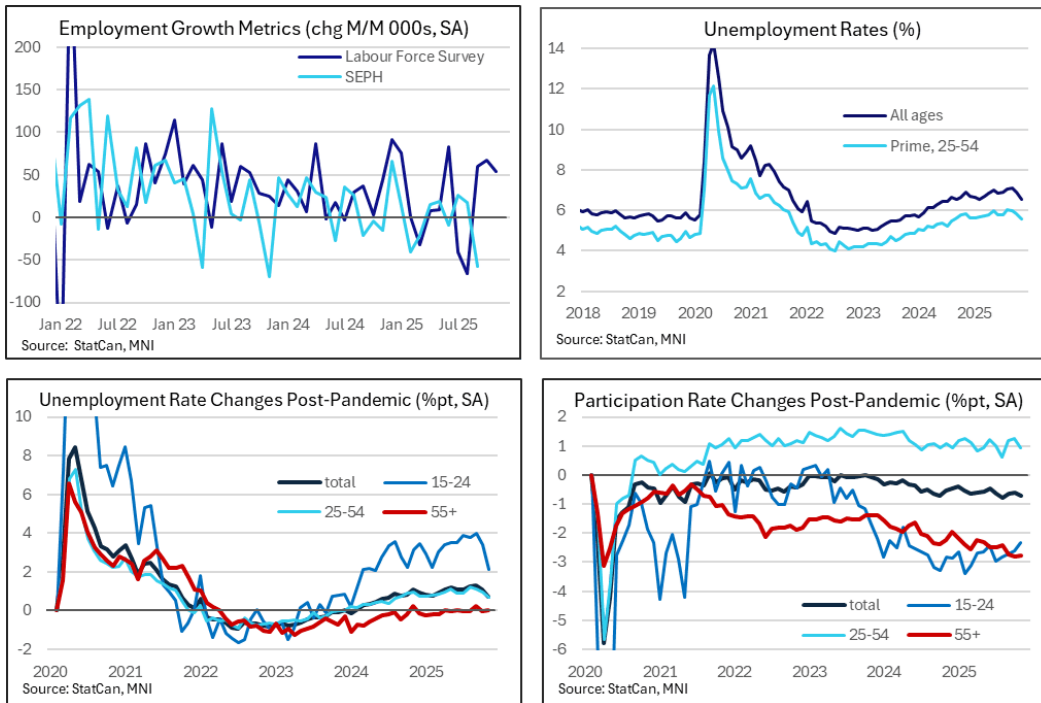 Employment Growth Metrics (chg M/M 000s, SA)
200
150
100
50
0
-50
-100
Labour Force Survey
SEPH
Jan 22 Jul 22 Jan 23 Jul 23 Jan 24 Jul 24 Jan 25 Jul 25
Source: StatCan, MNI
Unemployment Rates (%)
14
12
10
8
6
4
2
All ages
Prime, 25-54
2018 2019 2020 2021 2022 2023 2024 2025
Source: StatCan, MNI
Unemployment Rate Changes Post-Pandemic (%pt, SA)
10
8
6
4
2
0
-2
total 15-24
25-54 55+
2020 2021 2022 2023 2024 2025
Source: StatCan, MNI
Participation Rate Changes Post-Pandemic (%pt, SA)
2
1
0
-1
-2
-3
-4
-5
-6
total 15-24
25-54 55+
2020 2021 2022 2023 2024 2025
Source: StatCan, MNI